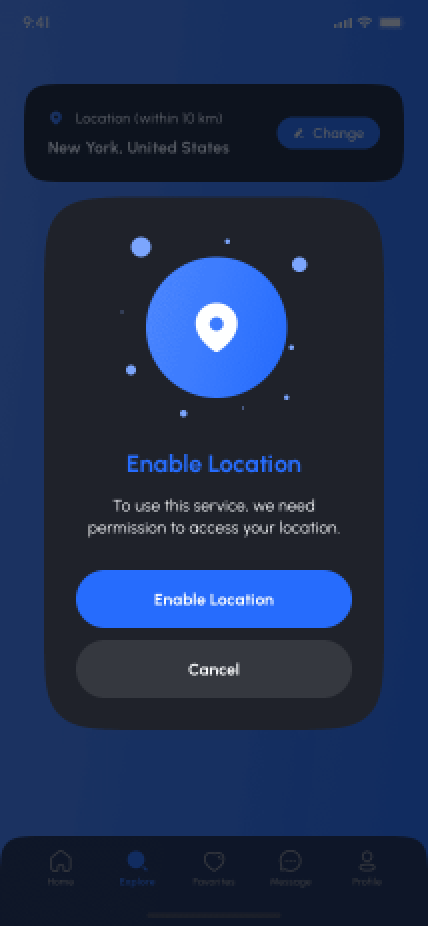 9:41
Location (within 10 km)
New York, United States
Change
Enable Location
To use this service, we need
permission to access your location.
Enable Location
Cancel
Home
Explore
Favorites
Message
Profile